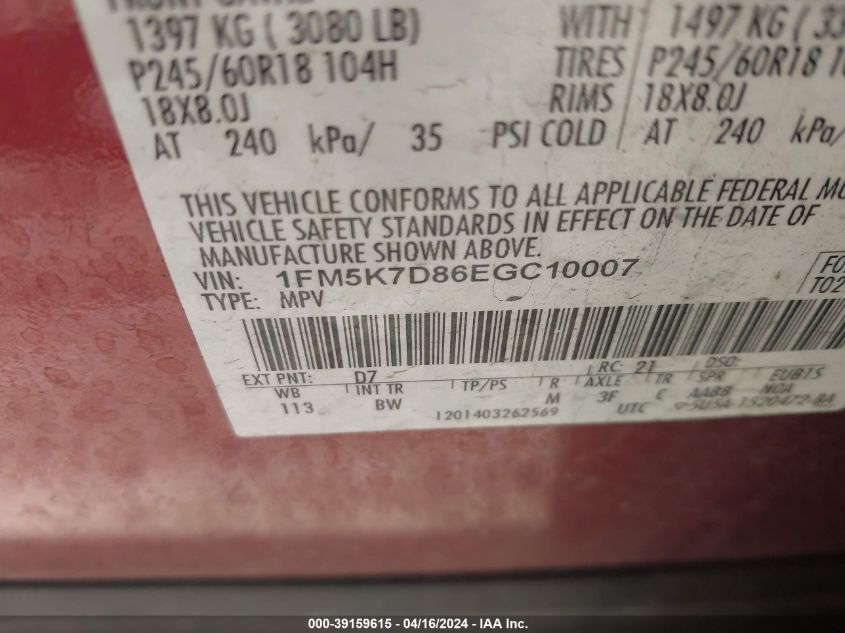 1397 KG ( 3080 LB) WITH 1497 KG ( 
P245/60R18 104H TIRES P245/60R18
18X8.0J RIMS 18X8.0J
AT 240 kPa/ 35 PSI COLD AT 240 kPa/
THIS VEHICLE CONFORMS TO ALL APPLICABLE FEDERAL
VEHICLE SAFETY STANDARDS IN EFFECT ON THE DATE OF
MANUFACTURE SHOWN ABOVE.
VIN: 1FM5K7D86EGC10007
TYPE: MPV
EXT PNT: D7 RC: 21 DSO:
WB INT TR TP/PS R AXLE TR SPR
113 BW M 3F E AABB
1201403262569 UTC
000-39159615 - 04/16/2024 - IAA Inc.